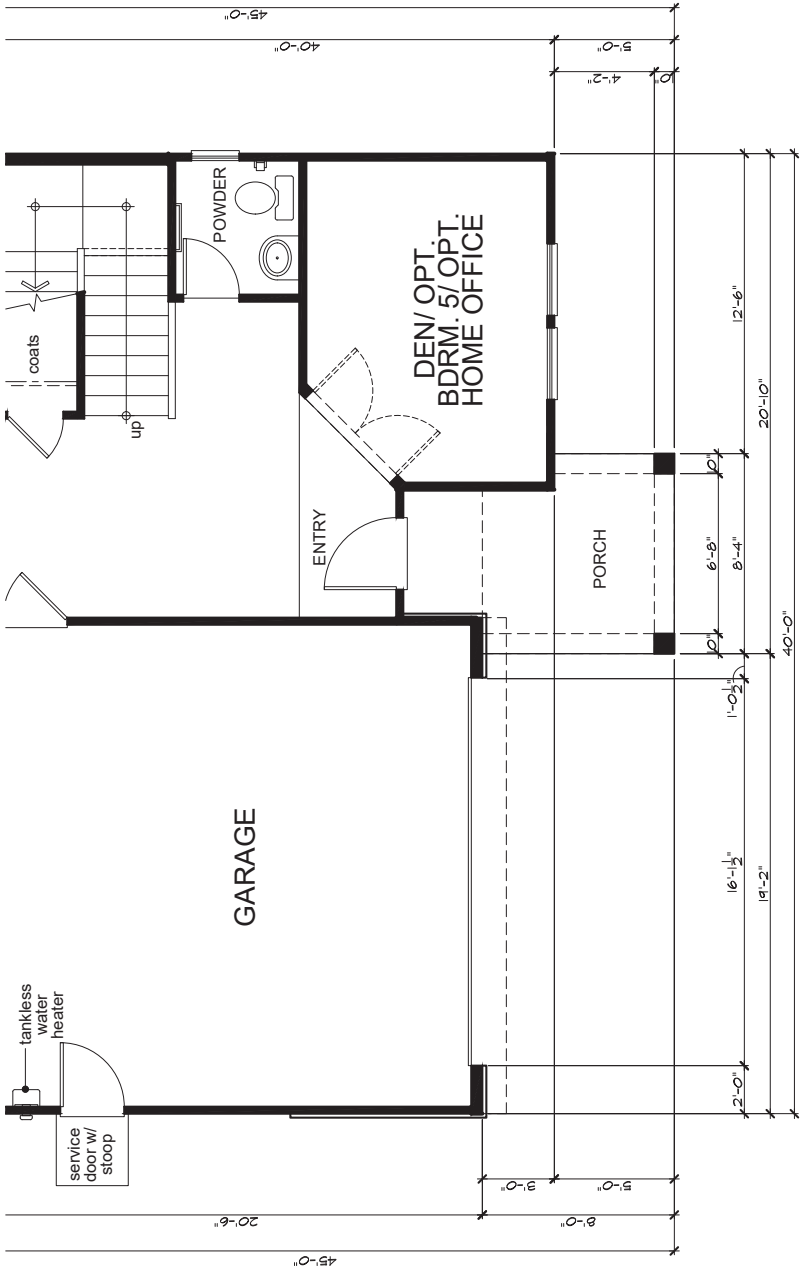 45'-0"
40'-0"
5'-0"
4'-2"
0"
POWDER
coats
up
DEN/ OPT.
BDRM. 5/ OPT.
HOME OFFICE
ENTRY
PORCH
GARAGE
tankless
water
heater
service
door w/
stoop
12'-6"
20'-10"
10"
6'-8"
8'-4"
10"
40'-0"
1'-0 1/2"
16'-1 1/2"
19'-2"
2'-0"
3'-0"
5'-0"
20'-6"
8'-0"
45'-0"